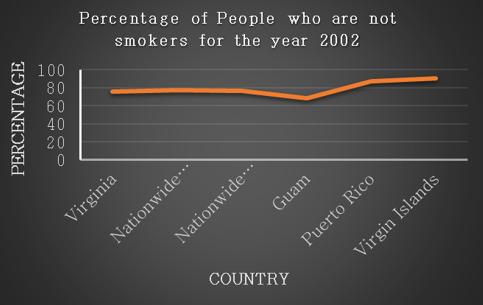 Percentage of People who are not
smokers for the year 2002
PERCENTAGE
100
80
60
40
20
0
Virginia
Nationwide…
Nationwide…
Guam
Puerto Rico
Virgin Islands
COUNTRY